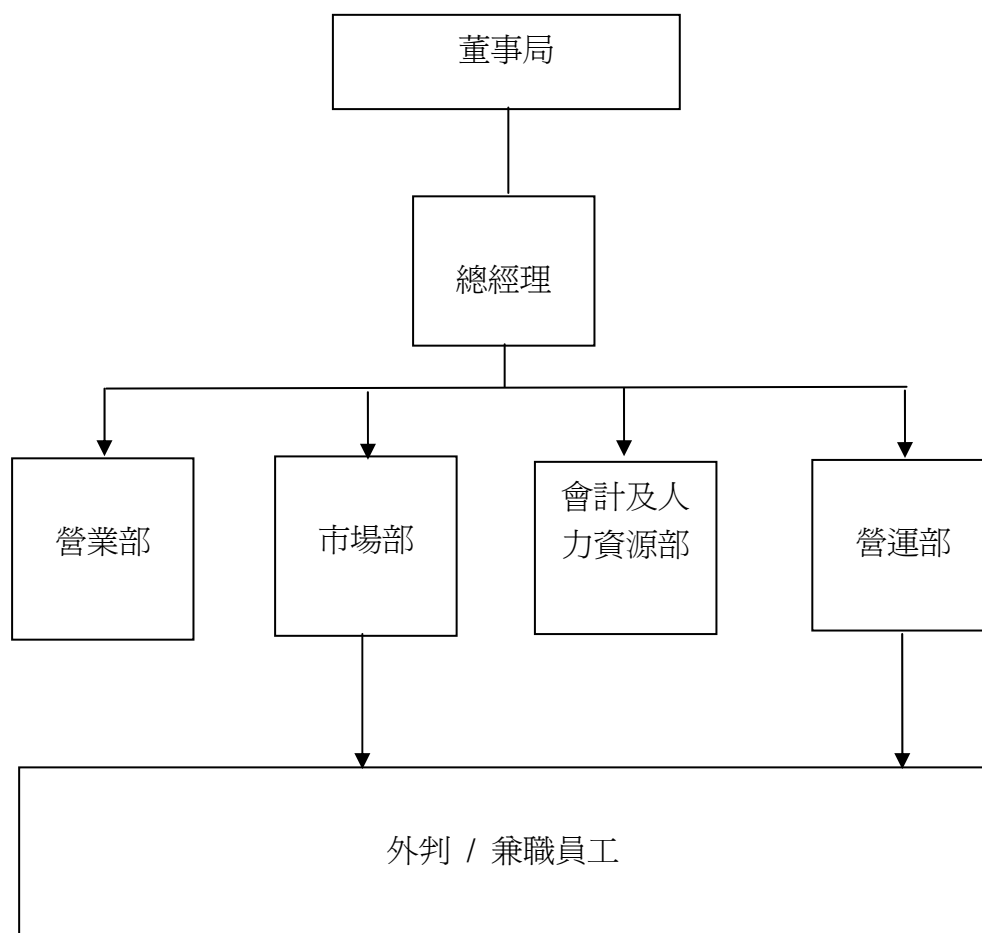 董事局
總經理
營業部
市場部
會計及人
力資源部
營運部
外判 / 兼職員工